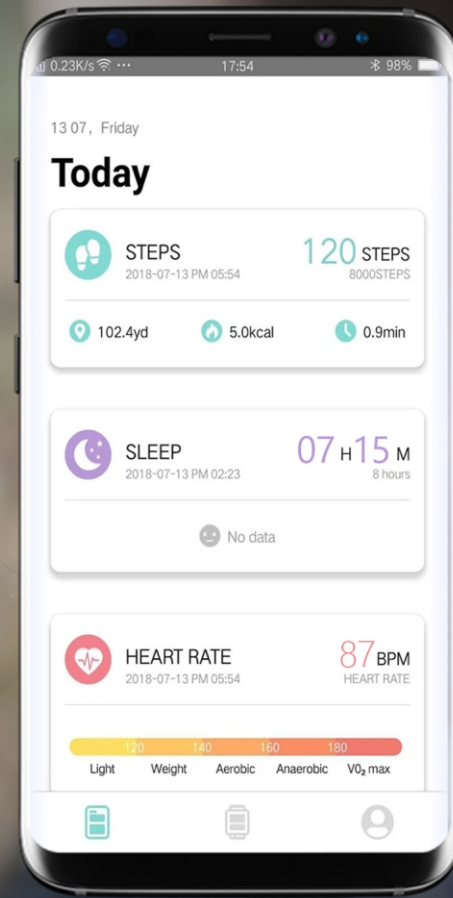 0.23K/s ···
17:54
98%
13 07, Friday
Today
STEPS
120 STEPS
2018-07-13 PM 05:54
8000STEPS
102.4yd
5.0kcal
0.9min
SLEEP
07 H 15 M
2018-07-13 PM 02:23
8 hours
No data
HEART RATE
87 BPM
2018-07-13 PM 05:54
HEART RATE
120 140 160 180
Light Weight Aerobic Anaerobic V0₂ max